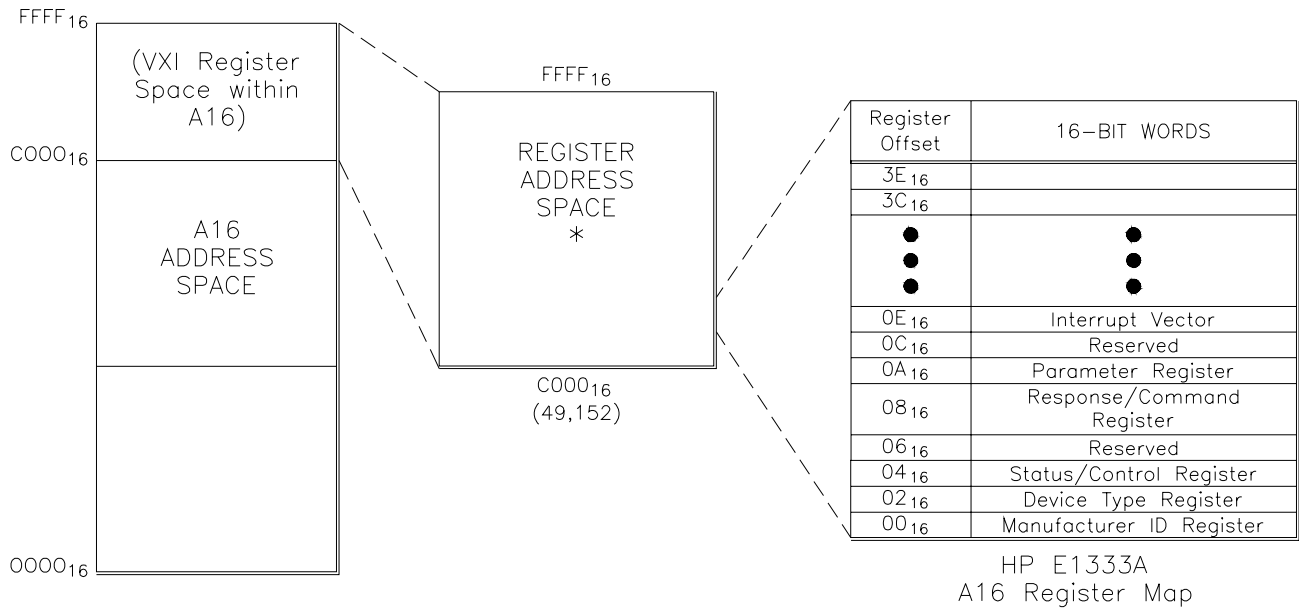 FFFF16
(VXI Register
Space within
A16)
C00016
A16
ADDRESS
SPACE
000016
FFFF16
REGISTER
ADDRESS
SPACE
*
C00016
(49,152)
Register
Offset
16-BIT WORDS
3E16
3C16
0E16 Interrupt Vector
0C16 Reserved
0A16 Parameter Register
0816 Response/Command
Register
0616 Reserved
0416 Status/Control Register
0216 Device Type Register
0016 Manufacturer ID Register
HP E1333A
A16 Register Map